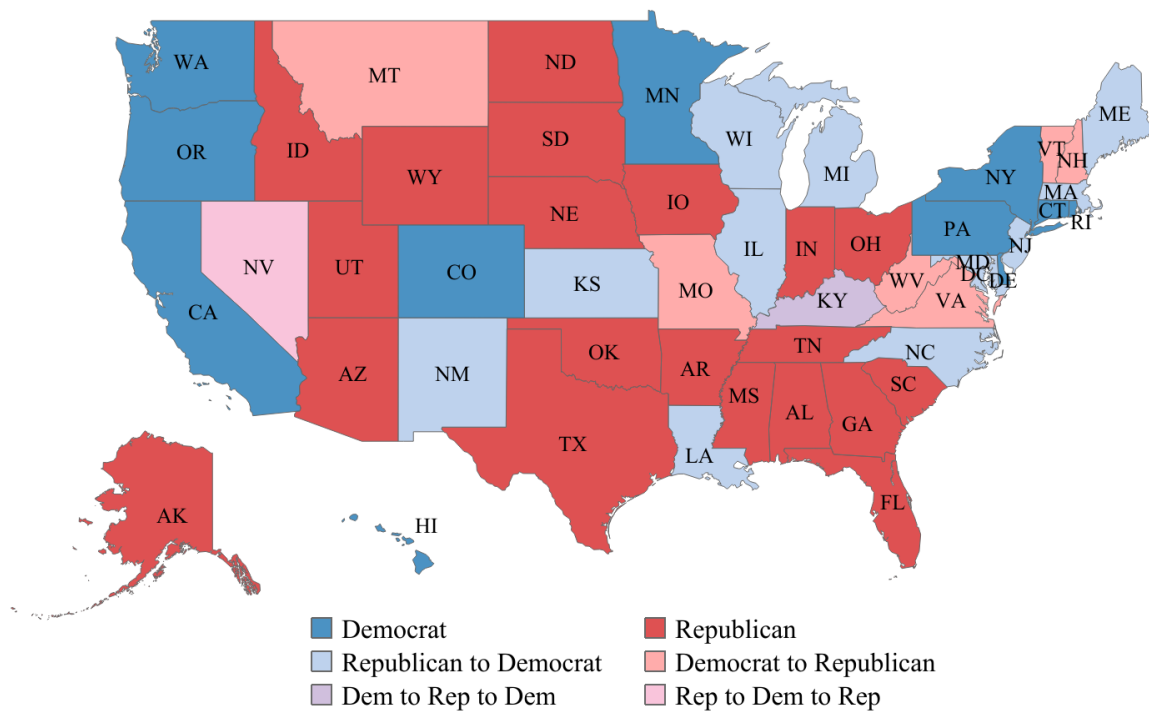 WA
MT
ND
MN
ME
OR
ID
SD
WI
VT
NH
WY
MI
NY
MA
IO
CT
RI
NE
PA
NJ
NV
UT
CO
IL
IN
OH
MD
DC
DE
CA
KS
MO
WV
VA
KY
AZ
NM
OK
AR
TN
NC
SC
MS
AL
GA
TX
LA
FL
AK
HI
Democrat
Republican
Republican to Democrat
Democrat to Republican
Dem to Rep to Dem
Rep to Dem to Rep